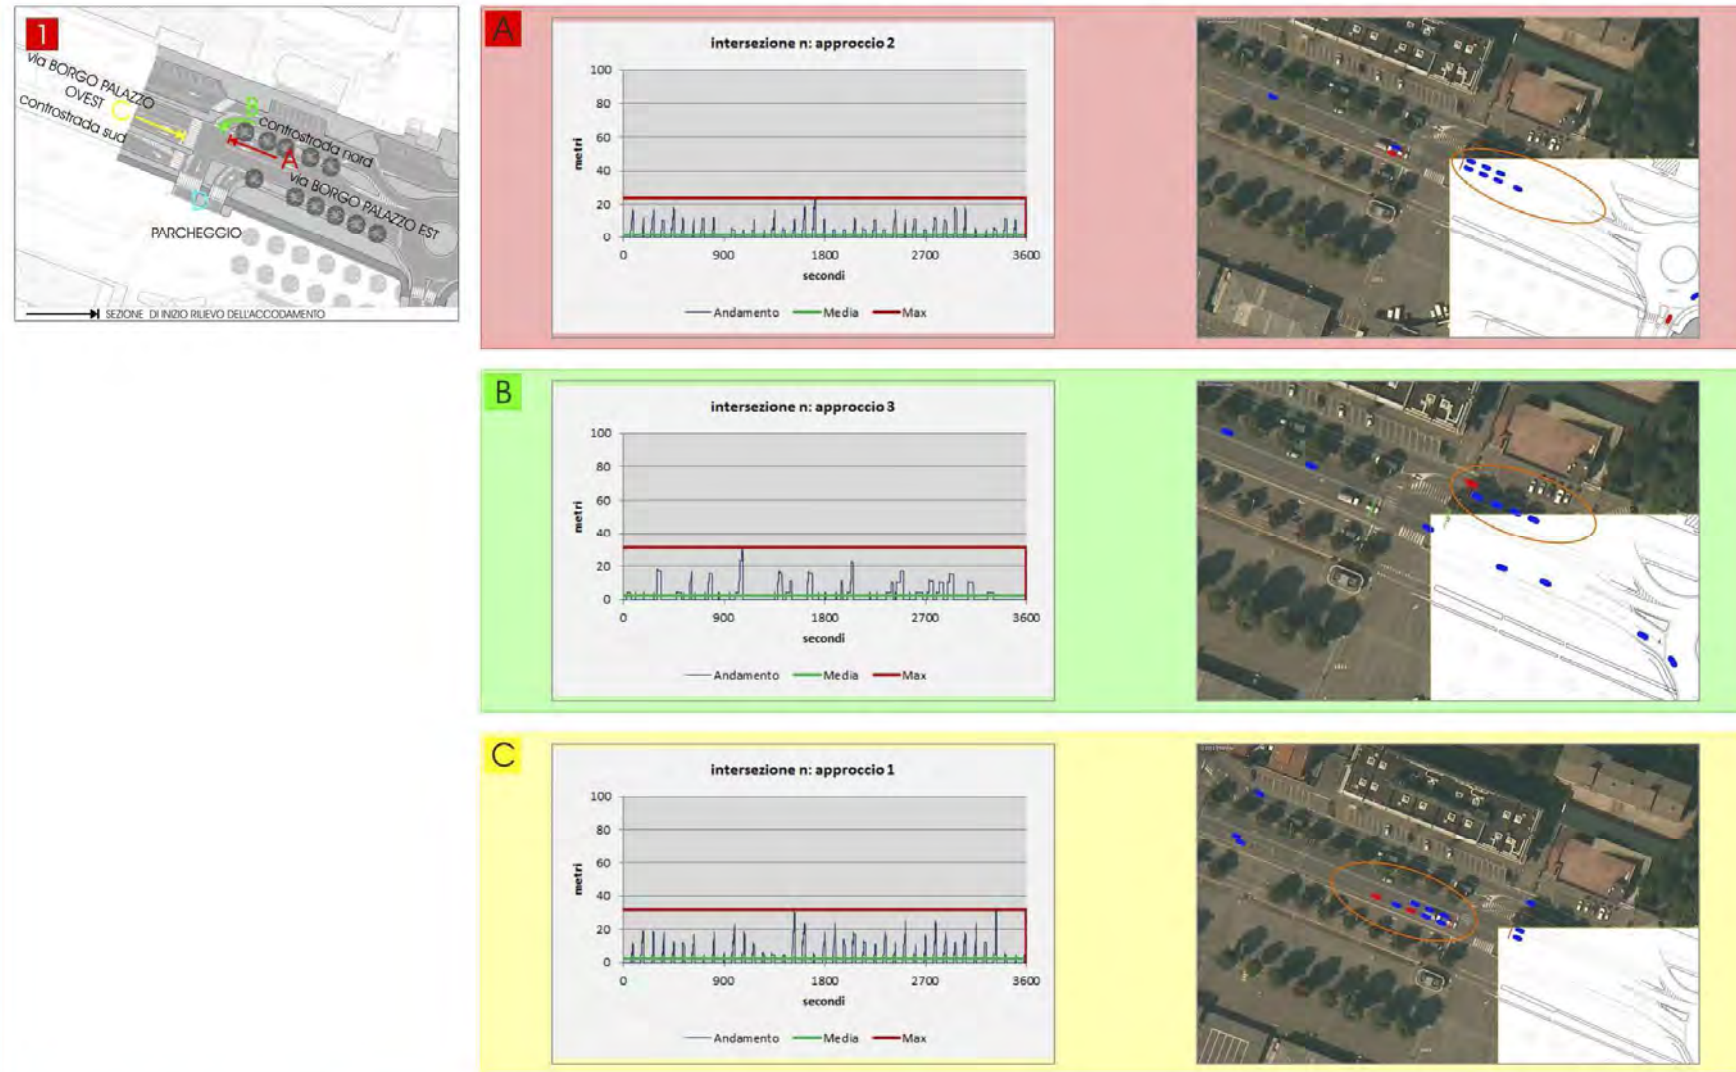 1
via BORGO PALAZZO
OVEST
C
controstrada sud
B
controstrada nord
A
via BORGO PALAZZO EST
D
PARCHEGGIO
SEZIONE DI INIZIO RILIEVO DELL'ACCODAMENTO
A
intersezione n: approccio 2
100
80
60
40
20
0
metri
0 900 1800 2700 3600
secondi
Andamento Media Max
B
intersezione n: approccio 3
100
80
60
40
20
0
metri
0 900 1800 2700 3600
secondi
Andamento Media Max
C
intersezione n: approccio 1
100
80
60
40
20
0
metri
0 900 1800 2700 3600
secondi
Andamento Media Max